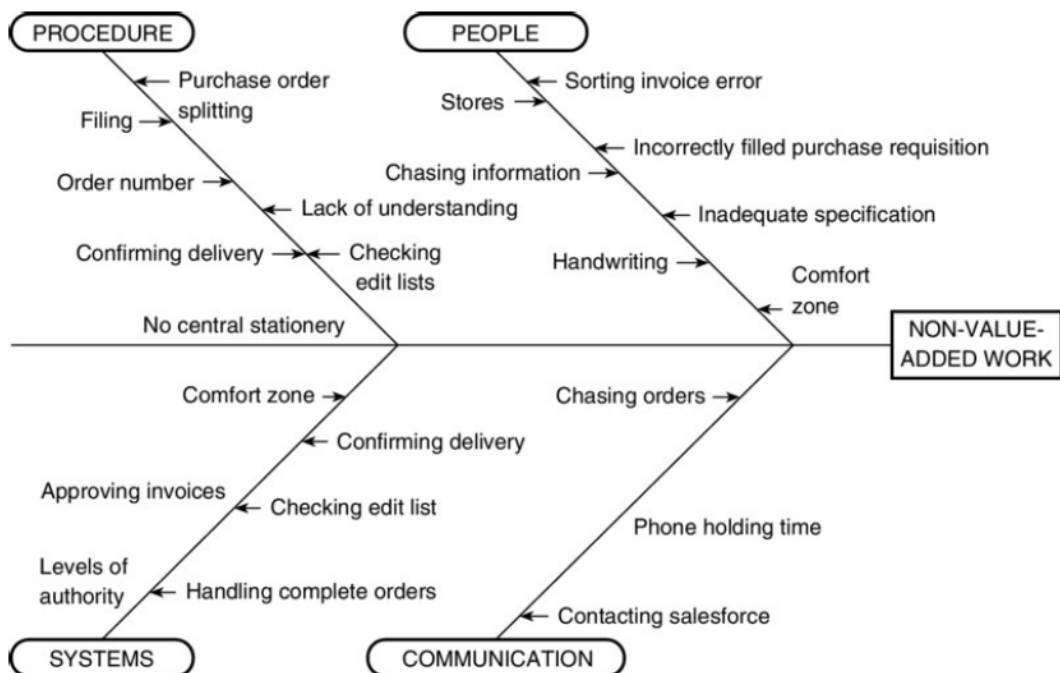 PROCEDURE
PEOPLE
Purchase order
splitting
Filing
Order number
Lack of understanding
Confirming delivery
Checking
edit lists
No central stationery
Sorting invoice error
Stores
Incorrectly filled purchase requisition
Chasing information
Inadequate specification
Handwriting
Comfort
zone
NON-VALUE-
ADDED WORK
Comfort zone
Confirming delivery
Approving invoices
Checking edit list
Levels of
authority
Handling complete orders
SYSTEMS
Chasing orders
Phone holding time
Contacting salesforce
COMMUNICATION